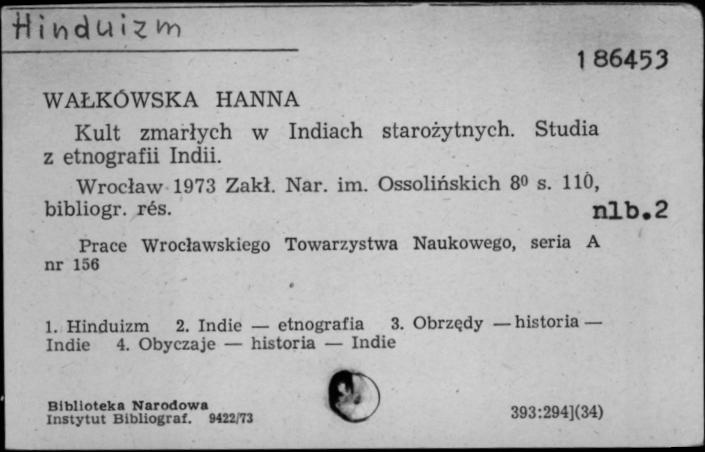 Hinduizm
186453
WAŁKÓWSKA HANNA
Kult zmarłych w Indiach starożytnych. Studia
z etnografii Indii.
Wrocław 1973 Zakł. Nar. im. Ossolińskich 8⁰ s. 110,
bibliogr. rés. nlb.2
Prace Wrocławskiego Towarzystwa Naukowego, seria A
nr 156
1. Hinduizm 2. Indie — etnografia 3. Obrzędy — historia —
Indie 4. Obyczaje — historia — Indie
Biblioteka Narodowa
Instytut Bibliograf. 9422/73
393:294](34)